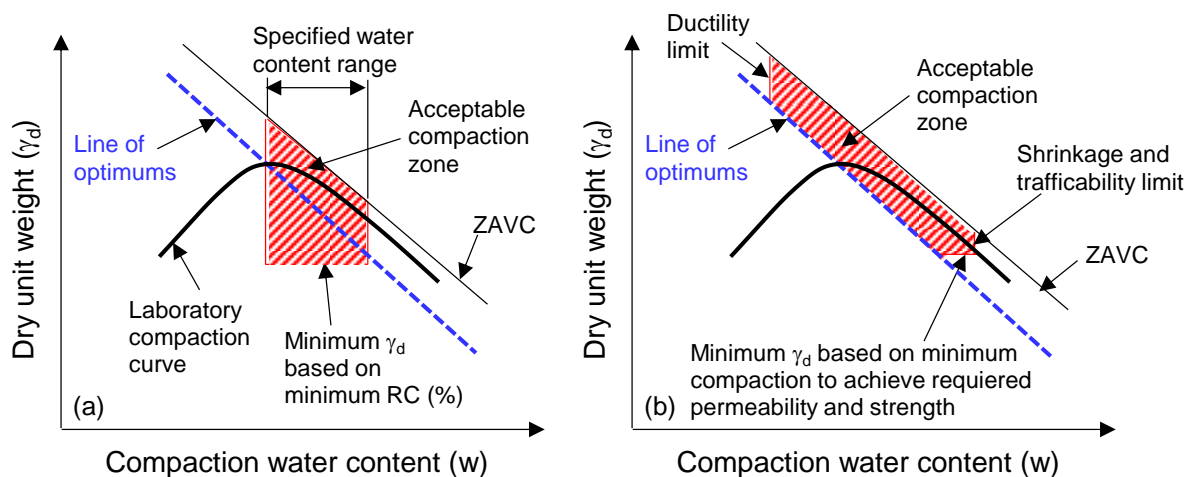 Dry unit weight (γd)
Specified water
content range
Acceptable
compaction
zone
Line of
optimums
ZAVC
Laboratory
compaction
curve
Minimum γd
based on
minimum RC (%)
(a)
Compaction water content (w)
Dry unit weight (γd)
Ductility
limit
Acceptable
compaction
zone
Line of
optimums
Shrinkage and
trafficability limit
ZAVC
Minimum γd based on minimum
compaction to achieve requiered
permeability and strength
(b)
Compaction water content (w)